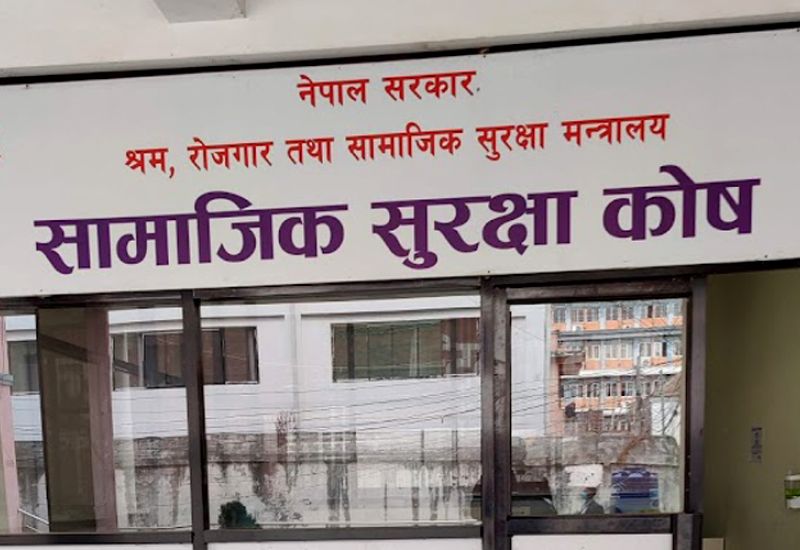 नेपाल सरकार
श्रम, रोजगार तथा सामाजिक सुरक्षा मन्त्रालय
सामाजिक सुरक्षा कोष